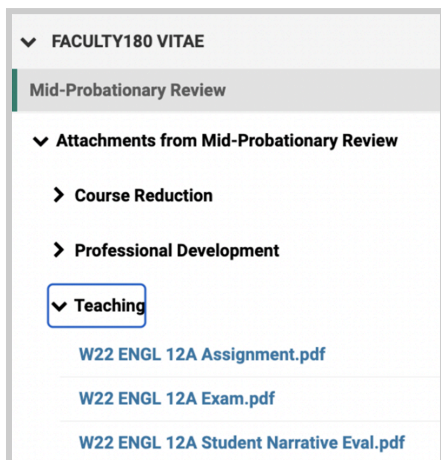 FACULTY180 VITAE
Mid-Probationary Review
Attachments from Mid-Probationary Review
Course Reduction
Professional Development
Teaching
W22 ENGL 12A Assignment.pdf
W22 ENGL 12A Exam.pdf
W22 ENGL 12A Student Narrative Eval.pdf